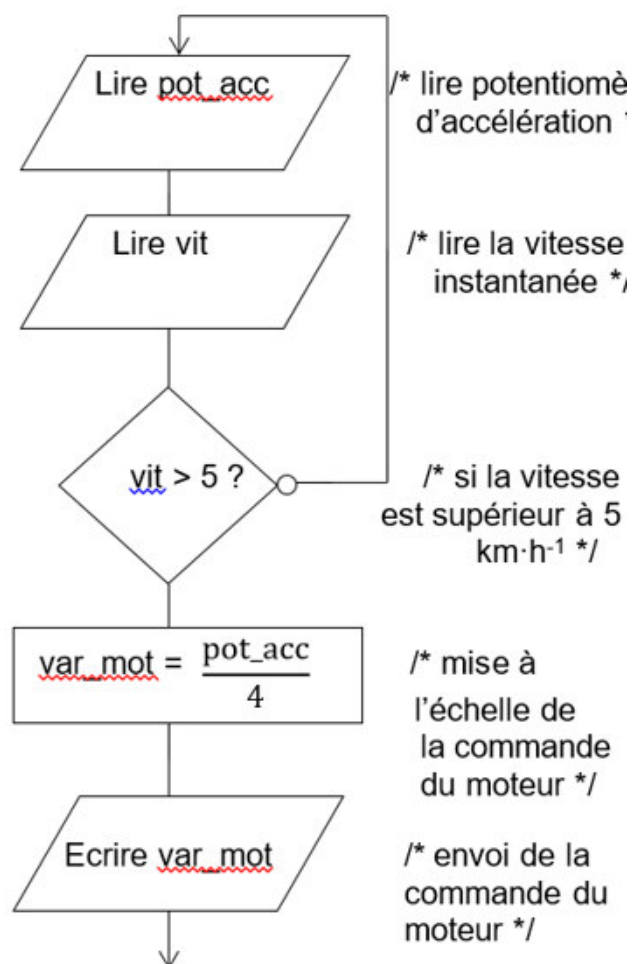 Lire pot_acc
/* lire potentiomè
d'accélération
Lire vit
/* lire la vitesse
instantanée */
vit > 5 ?
/* si la vitesse
est supérieur à 5
km·h-1 */
var_mot = pot_acc
4
/* mise à
l'échelle de
la commande
du moteur */
Ecrire var_mot
/* envoi de la
commande du
moteur */